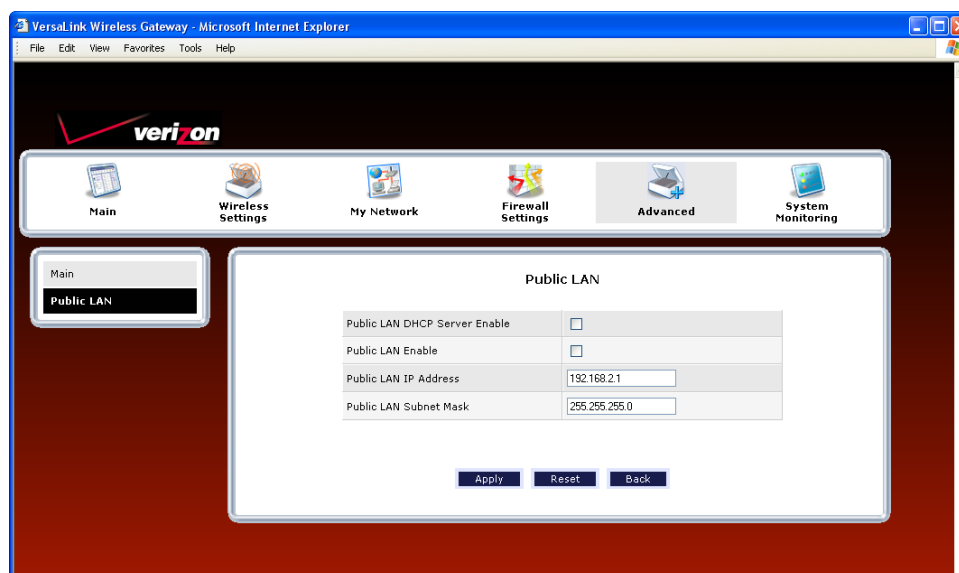 VersaLink Wireless Gateway - Microsoft Internet Explorer
File Edit View Favorites Tools Help
verizon
Main
Wireless Settings
My Network
Firewall Settings
Advanced
System Monitoring
Main
Public LAN
Public LAN
Public LAN DHCP Server Enable
Public LAN Enable
Public LAN IP Address 192.168.2.1
Public LAN Subnet Mask 255.255.255.0
Apply Reset Back